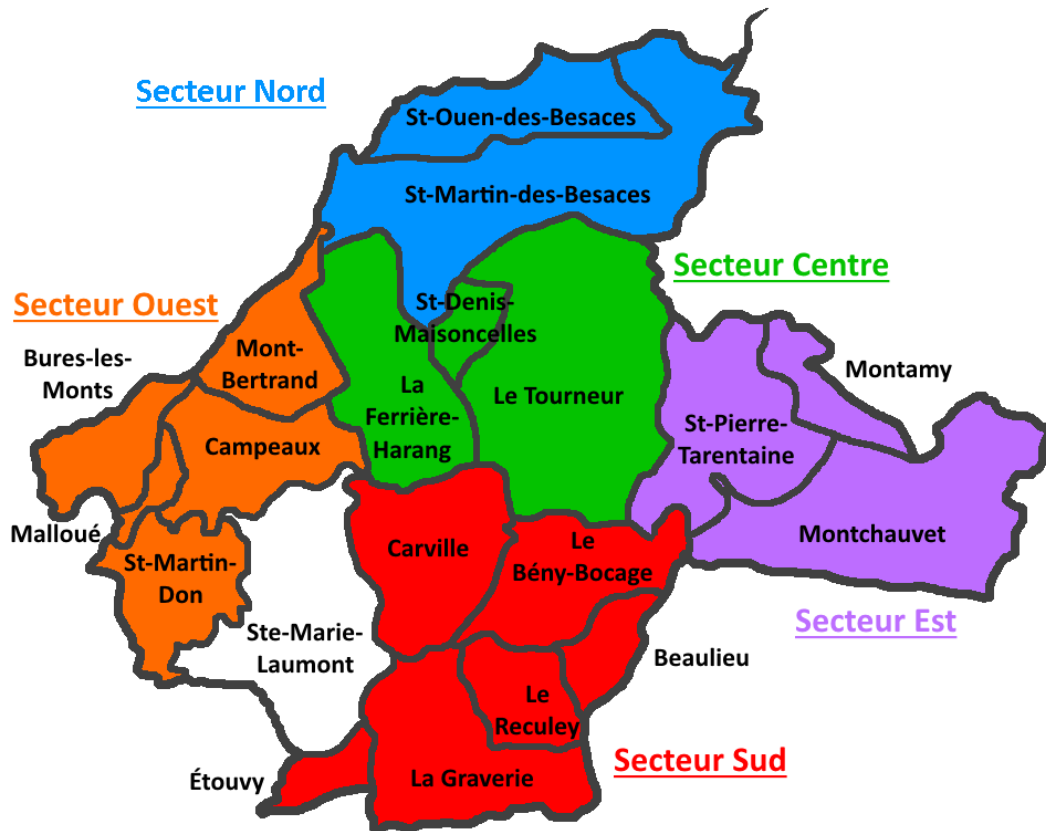 Secteur Nord
St-Ouen-des-Besaces
St-Martin-des-Besaces
Secteur Centre
Secteur Ouest
St-Denis-
Maisoncelles
Bures-les-
Monts
Mont-
Bertrand
Montamy
La
Ferrière-
Harang
Le Tourneur
St-Pierre-
Tarentaine
Campeaux
Malloué
Carville
Le
Bény-Bocage
Montchauvet
St-Martin-
Don
Secteur Est
Ste-Marie-
Laumont
Beaulieu
Le
Reculey
Secteur Sud
Étouvy
La Graverie